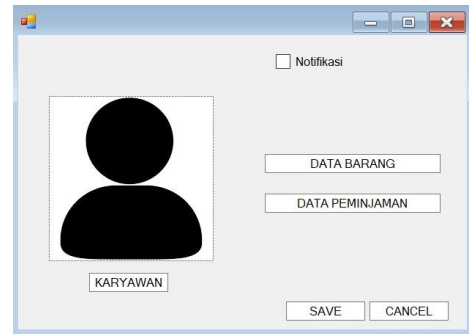 Notifikasi
DATA BARANG
DATA PEMINJAMAN
KARYAWAN
SAVE
CANCEL